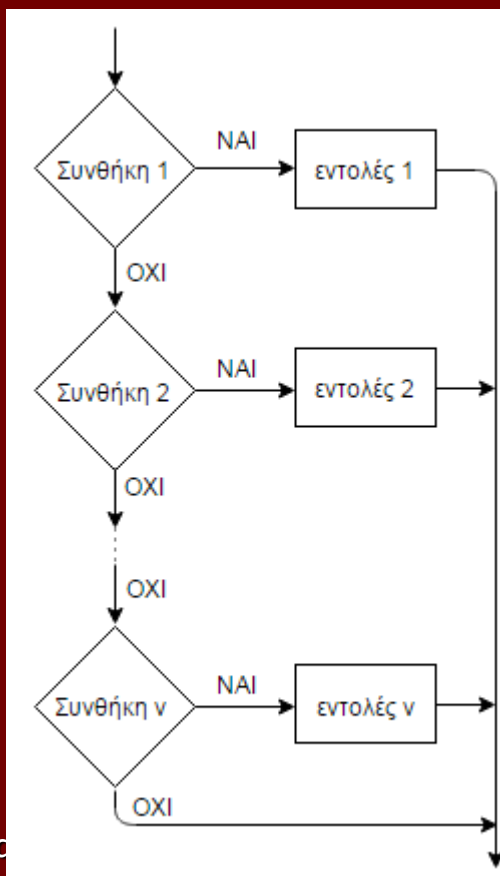 ΝΑΙ
Συνθήκη 1
εντολές 1
ΟΧΙ
ΝΑΙ
Συνθήκη 2
εντολές 2
ΟΧΙ
ΟΧΙ
ΝΑΙ
Συνθήκη ν
εντολές ν
ΟΧΙ